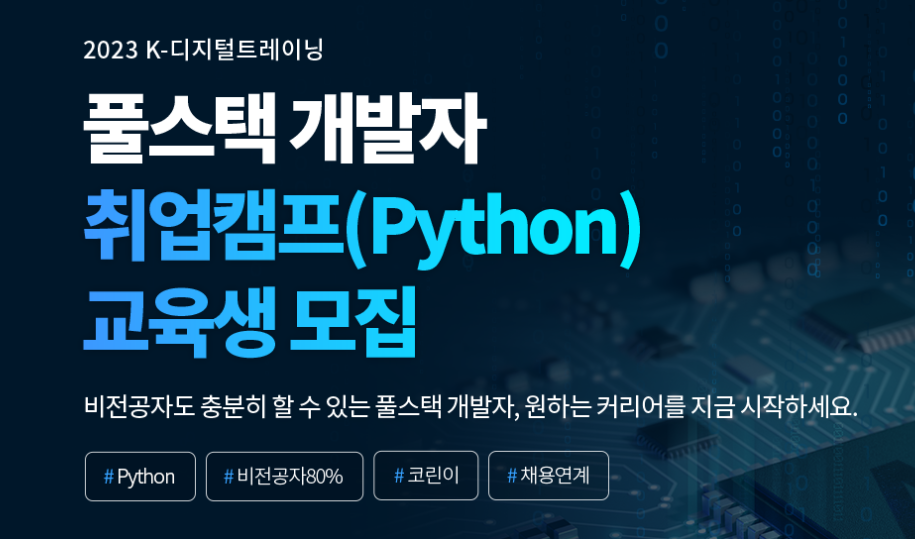 2023 K-디지털트레이닝
풀스택 개발자
취업캠프(Python)
교육생 모집
비전공자도 충분히 할 수 있는 풀스택 개발자, 원하는 커리어를 지금 시작하세요.
# Python # 비전공자80% # 코린이 # 채용연계